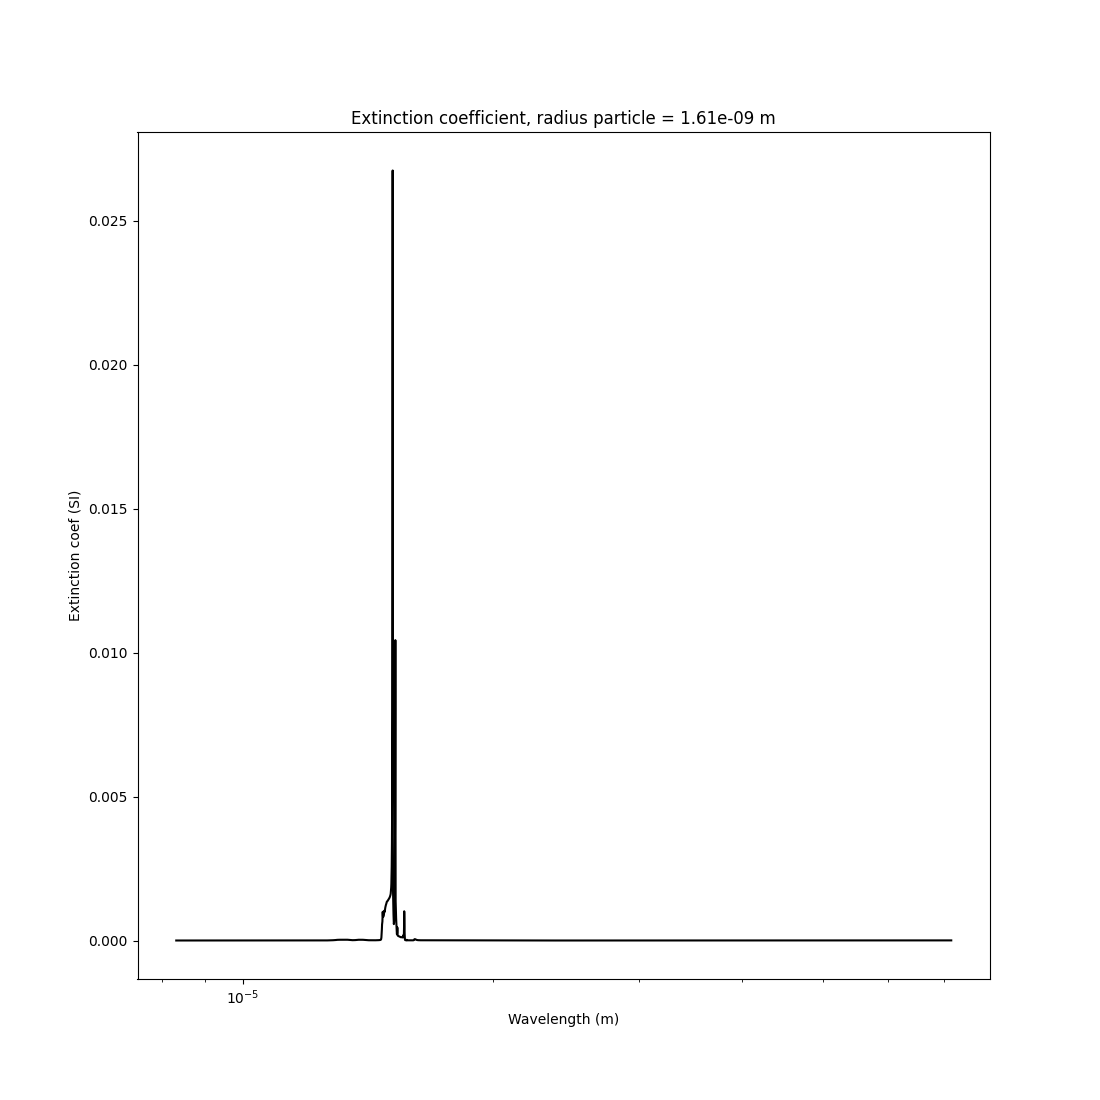 Extinction coefficient, radius particle = 1.61e-09 m
0.025
0.020
0.015
0.010
0.005
0.000
Extinction coef (SI)
10⁻⁵
Wavelength (m)